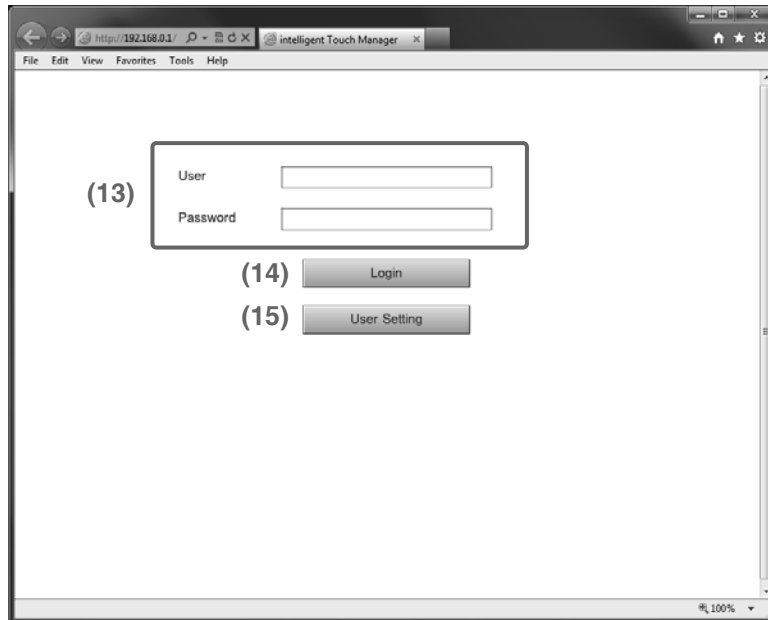 http://192.168.0.1/
intelligent Touch Manager
File Edit View Favorites Tools Help
(13)
User
Password
(14)
Login
(15)
User Setting
100%